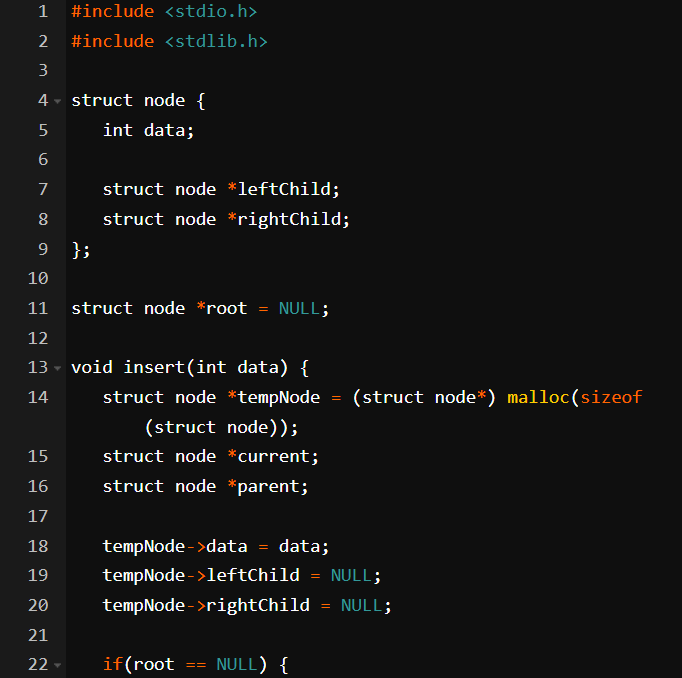 1 #include <stdio.h>
2 #include <stdlib.h>
3
4 struct node {
5    int data;
6
7    struct node *leftChild;
8    struct node *rightChild;
9 };
10
11 struct node *root = NULL;
12
13 void insert(int data) {
14    struct node *tempNode = (struct node*) malloc(sizeof
       (struct node));
15    struct node *current;
16    struct node *parent;
17
18    tempNode->data = data;
19    tempNode->leftChild = NULL;
20    tempNode->rightChild = NULL;
21
22    if(root == NULL) {